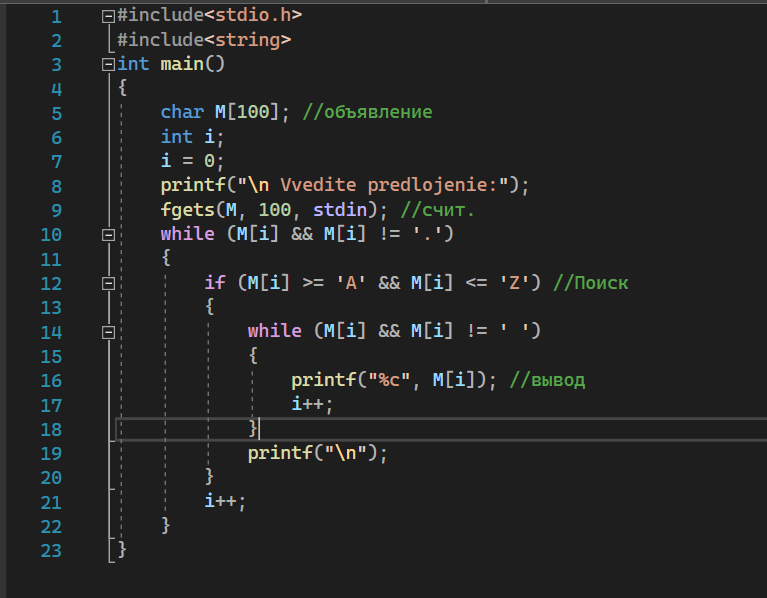 1 #include<stdio.h>
2 #include<string>
3 int main()
4 {
5 char M[100]; //объявление
6 int i;
7 i = 0;
8 printf("\n Vvedite predlojenie:");
9 fgets(M, 100, stdin); //счит.
10 while (M[i] && M[i] != '.')
11 {
12 if (M[i] >= 'A' && M[i] <= 'Z') //Поиск
13 {
14 while (M[i] && M[i] != ' ')
15 {
16 printf("%c", M[i]); //вывод
17 i++;
18 }
19 printf("\n");
20 }
21 i++;
22 }
23 }